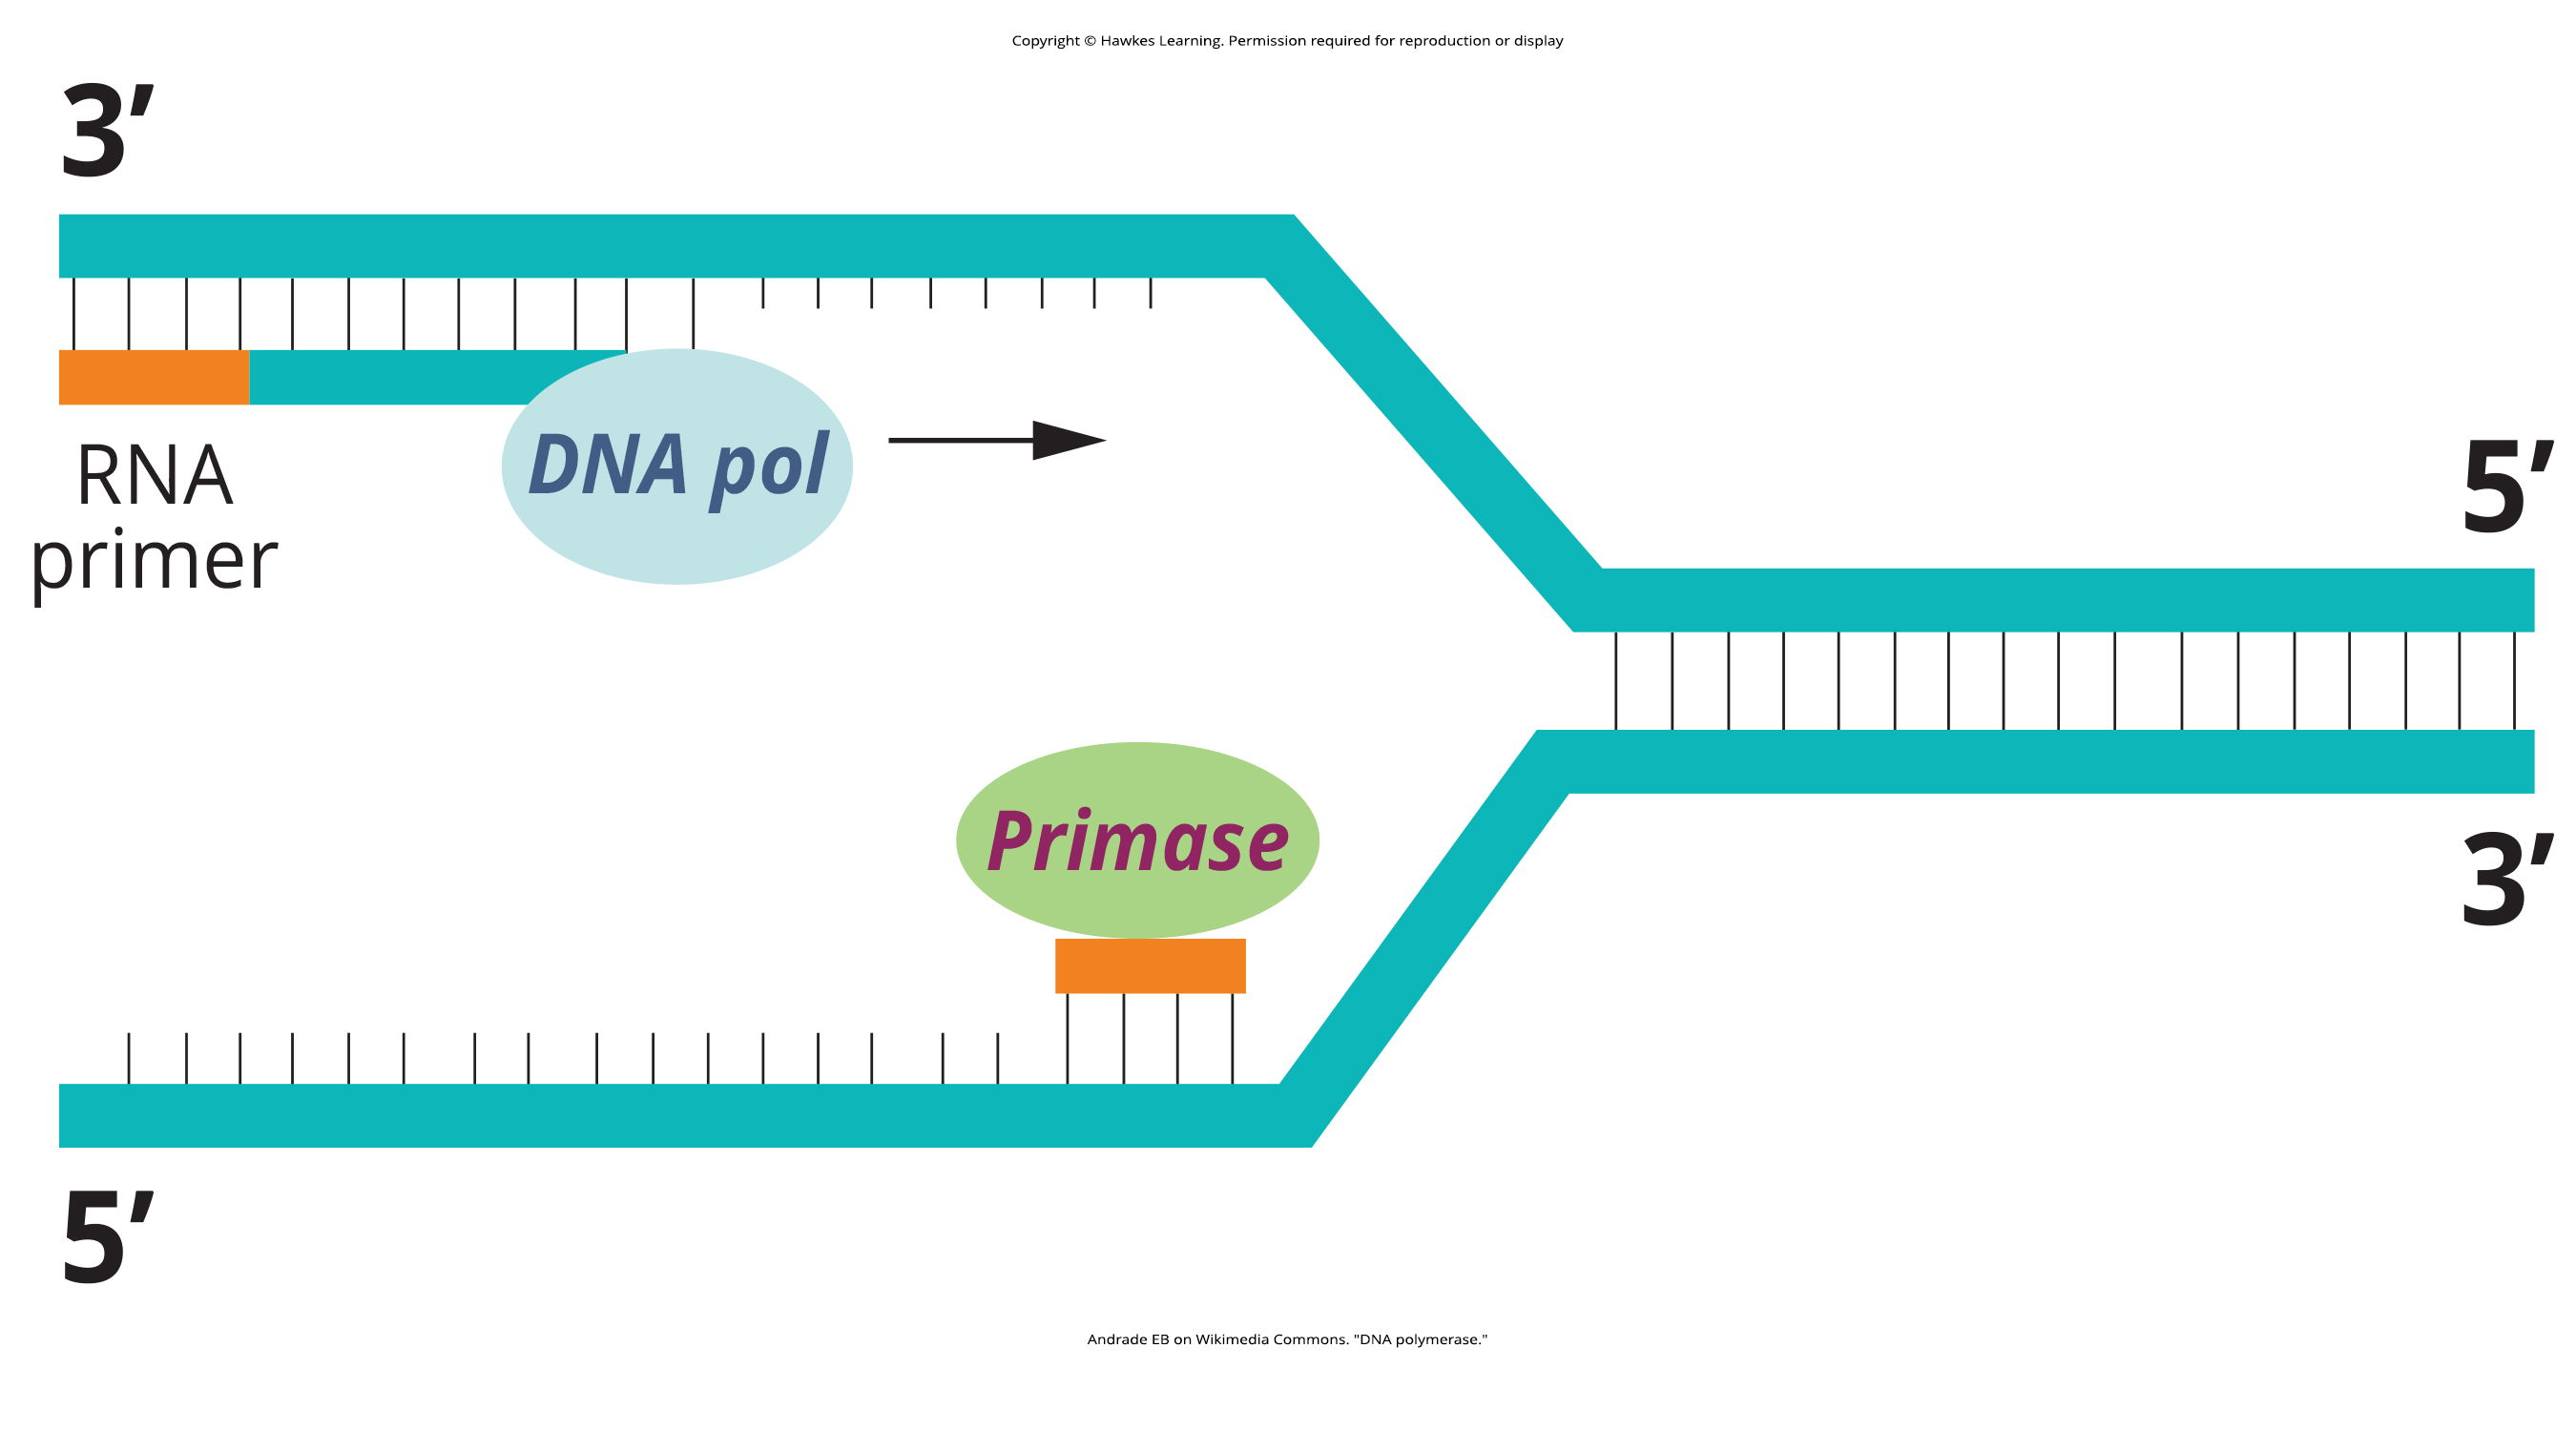 Copyright © Hawkes Learning. Permission required for reproduction or display
3’
RNA
primer
DNA pol
5’
Primase
3’
5’
Andrade EB on Wikimedia Commons. "DNA polymerase."